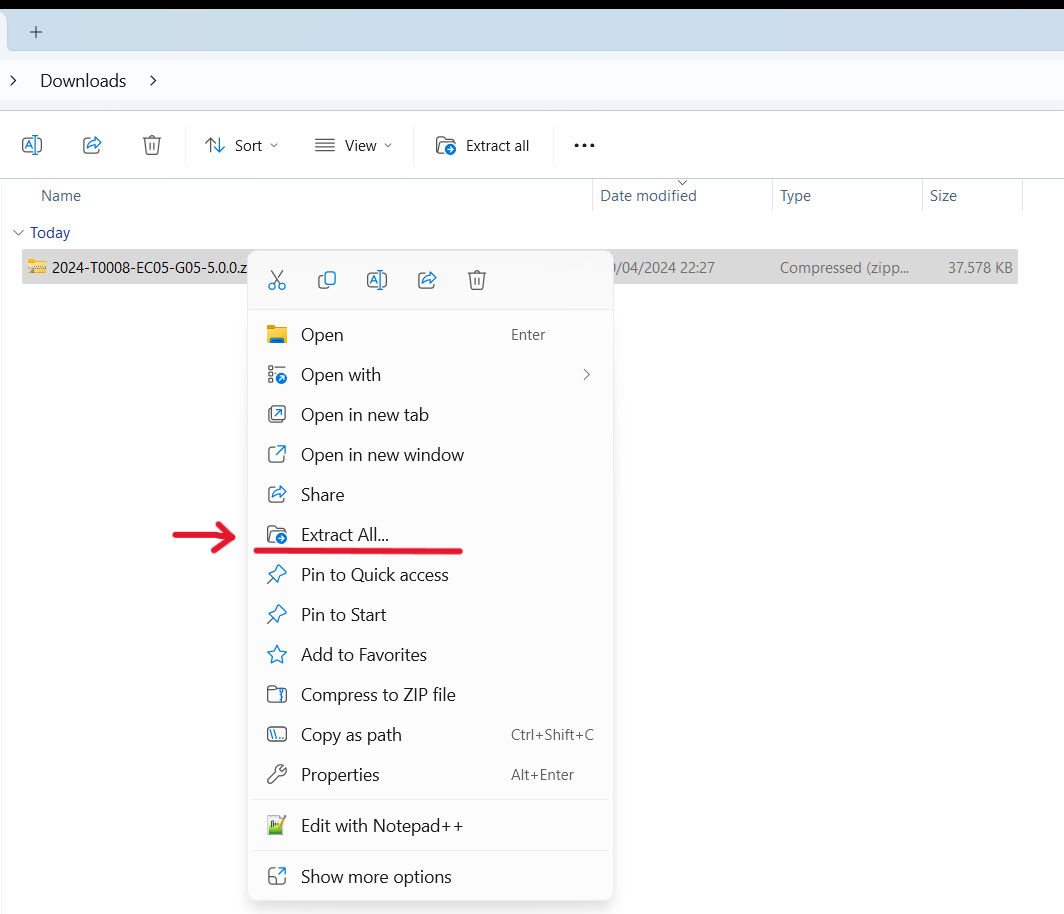 Downloads
Sort
View
Extract all
Name
Date modified
Type
Size
Today
2024-T0008-EC05-G05-5.0.0.z
/04/2024 22:27
Compressed (zipp...
37.578 KB
Open Enter
Open with
Open in new tab
Open in new window
Share
Extract All...
Pin to Quick access
Pin to Start
Add to Favorites
Compress to ZIP file
Copy as path Ctrl+Shift+C
Properties Alt+Enter
Edit with Notepad++
Show more options